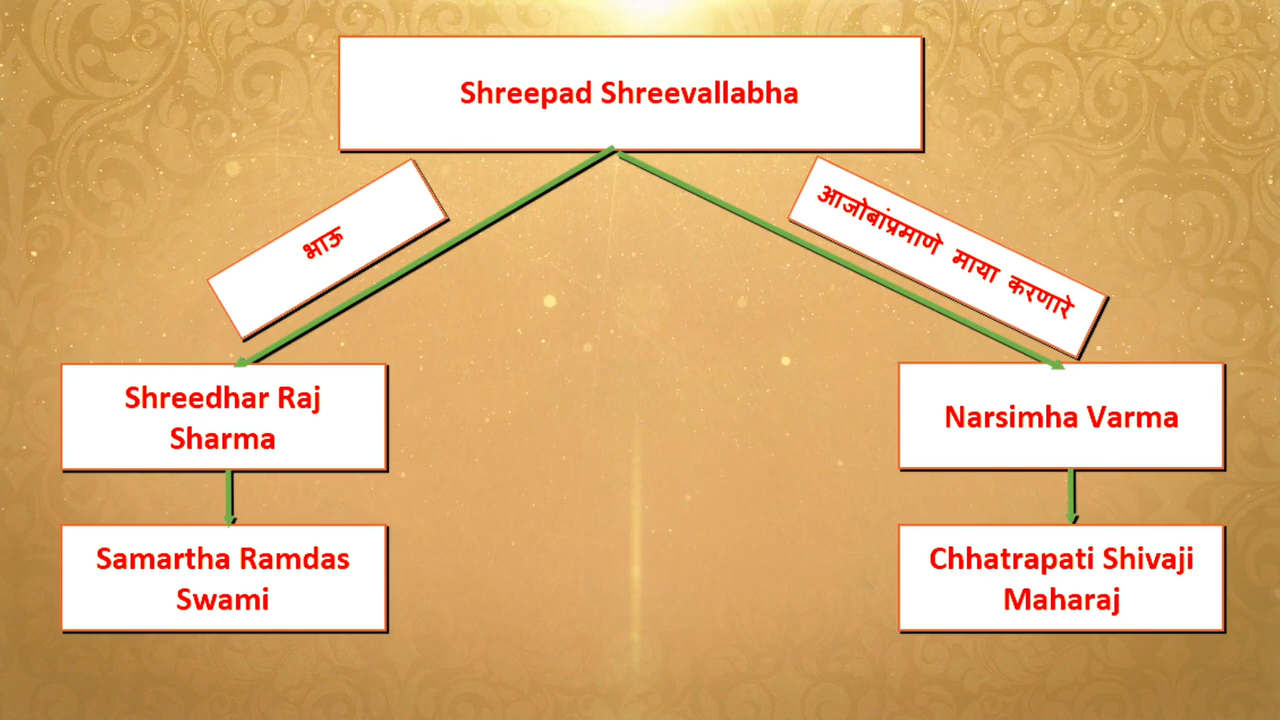 Shreepad Shreevallabha
भाऊ
आजोबांप्रमाणे माया करणारे
Shreedhar Raj
Sharma
Narsimha Varma
Samartha Ramdas
Swami
Chhatrapati Shivaji
Maharaj